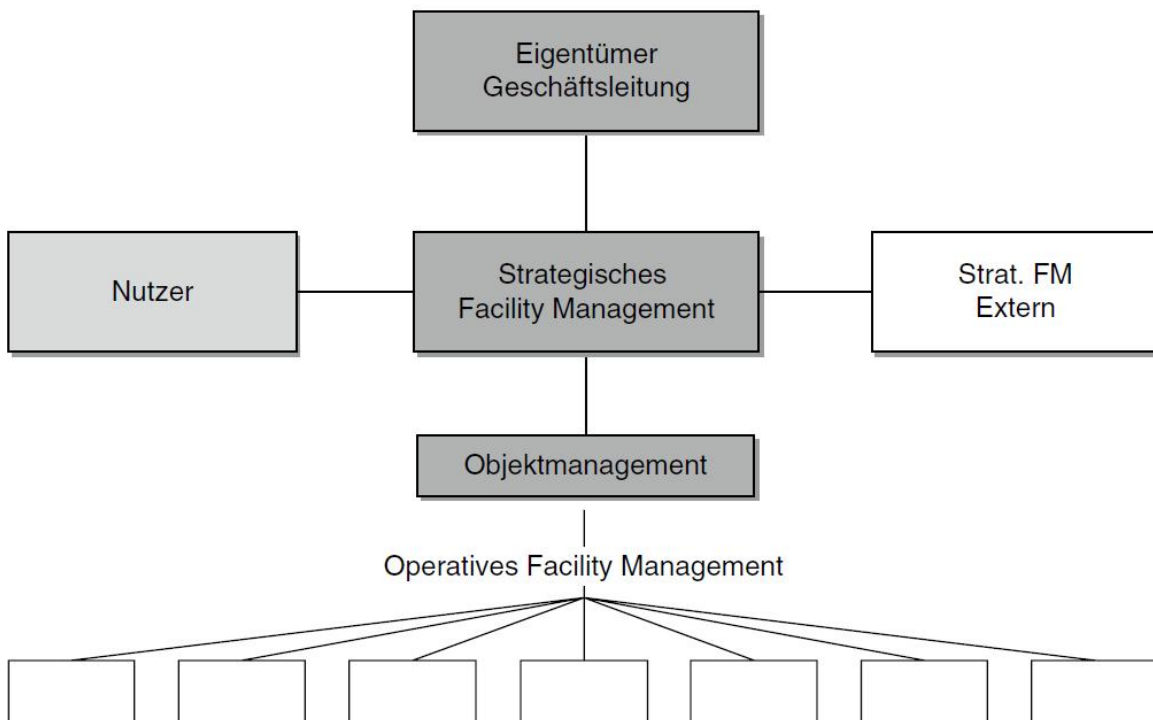 Eigentümer
Geschäftsleitung
Nutzer
Strategisches
Facility Management
Strat. FM
Extern
Objektmanagement
Operatives Facility Management